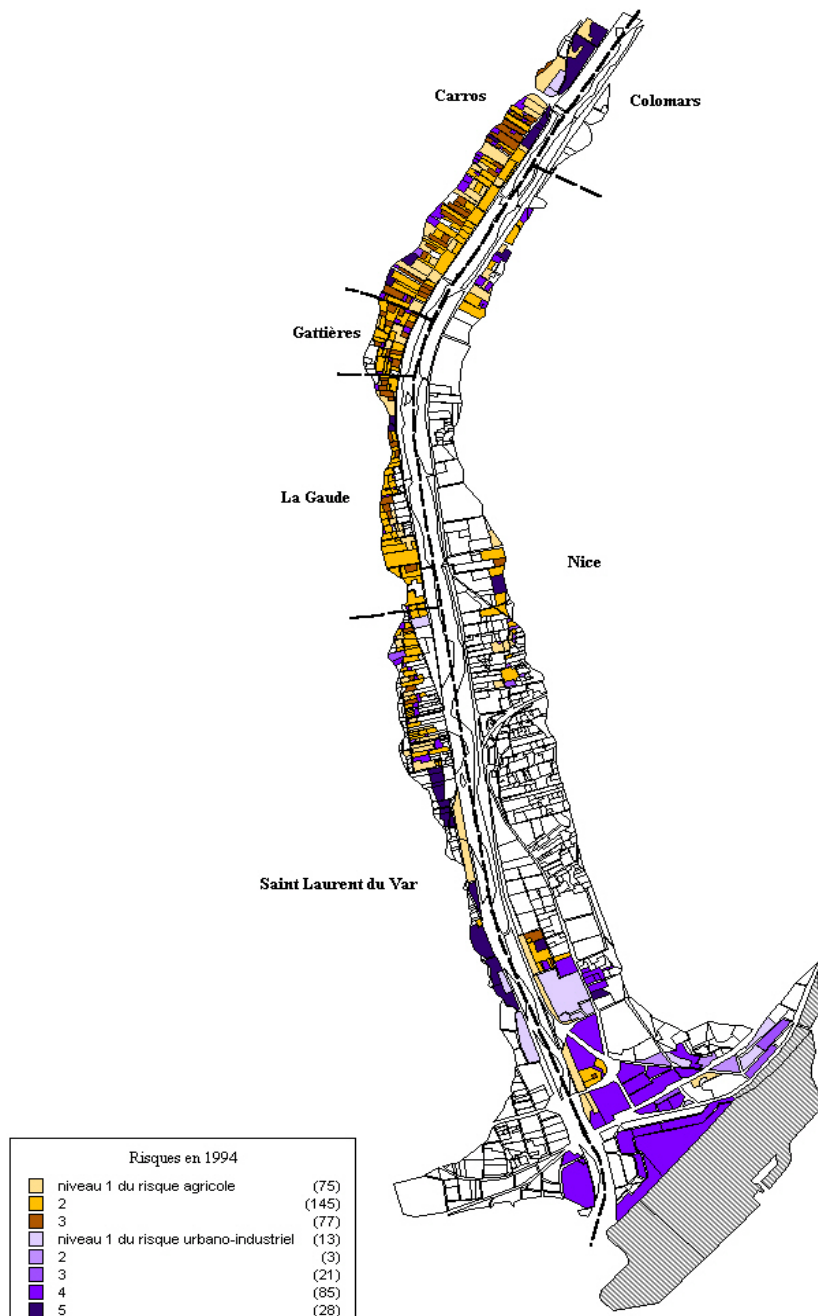 Carros
Colomars
Gattières
La Gaude
Nice
Saint Laurent du Var
Risques en 1994
niveau 1 du risque agricole (75)
2 (145)
3 (77)
niveau 1 du risque urbano-industriel (13)
2 (3)
3 (21)
4 (85)
5 (28)